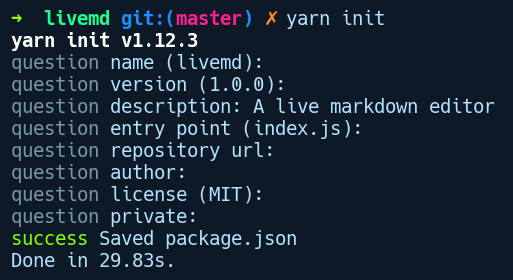 ➜  livemd git:(master) ✗ yarn init
yarn init v1.12.3
question name (livemd):
question version (1.0.0):
question description: A live markdown editor
question entry point (index.js):
question repository url:
question author:
question license (MIT):
question private:
success Saved package.json
Done in 29.83s.